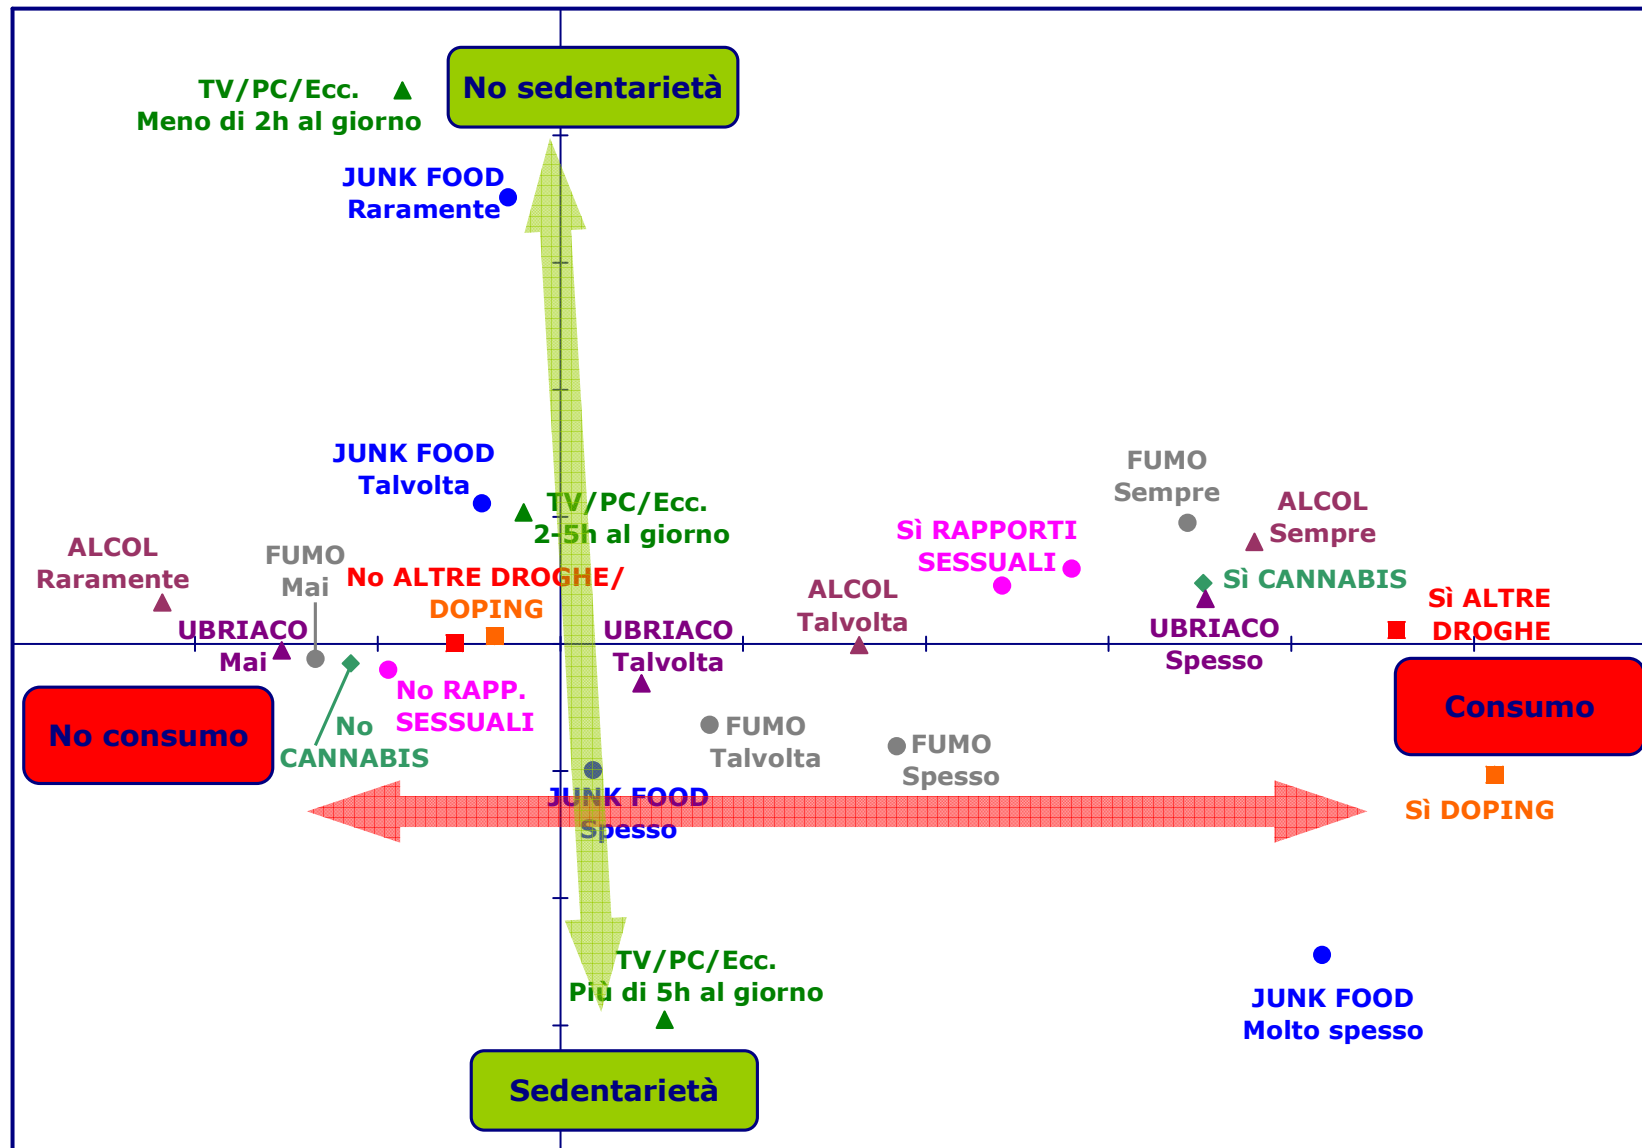 No sedentarietà
TV/PC/Ecc.
Meno di 2h al giorno
JUNK FOOD
Raramente
JUNK FOOD
Talvolta
TV/PC/Ecc.
2-5h al giorno
FUMO
Sempre
ALCOL
Sempre
Sì RAPPORTI
SESSUALI
ALCOL
Raramente
FUMO
Mai
No ALTRE DROGHE/
DOPING
ALCOL
Talvolta
Sì CANNABIS
Sì ALTRE
DROGHE
UBRIACO
Mai
UBRIACO
Talvolta
UBRIACO
Spesso
No RAPP.
SESSUALI
No consumo
No
CANNABIS
FUMO
Talvolta
FUMO
Spesso
Consumo
JUNK FOOD
Spesso
Sì DOPING
TV/PC/Ecc.
Più di 5h al giorno
JUNK FOOD
Molto spesso
Sedentarietà